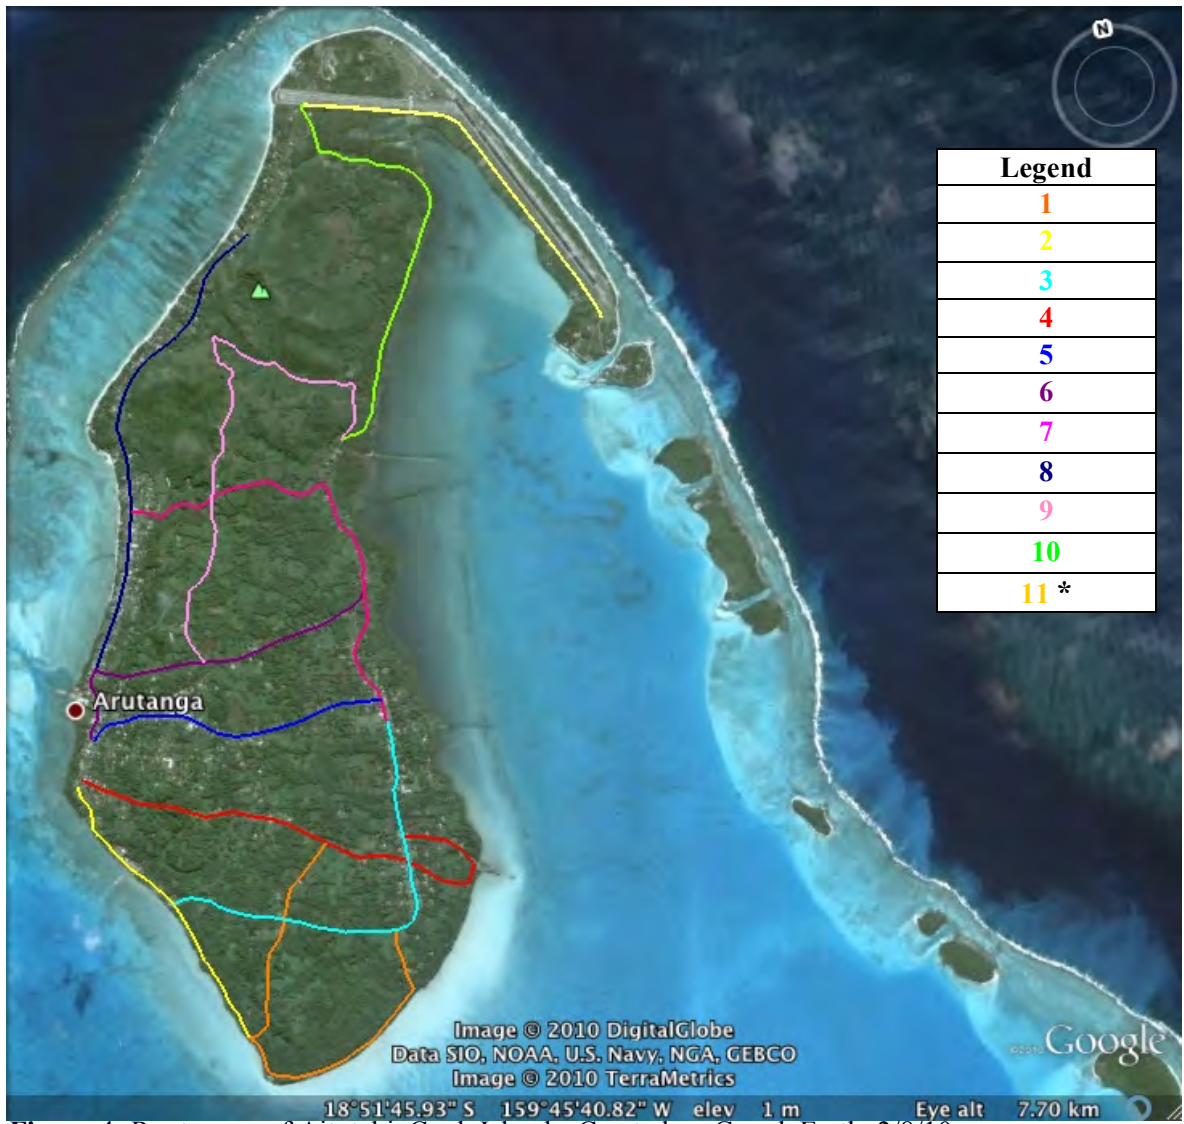 N
Legend
1
2
3
4
5
6
7
8
9
10
11 *
Arutanga
Image © 2010 DigitalGlobe
Data SIO, NOAA, U.S. Navy, NGA, GEBCO
Image © 2010 TerraMetrics
©2010 Google
18°51'45.93" S 159°45'40.82" W elev 1 m Eye alt 7.70 km